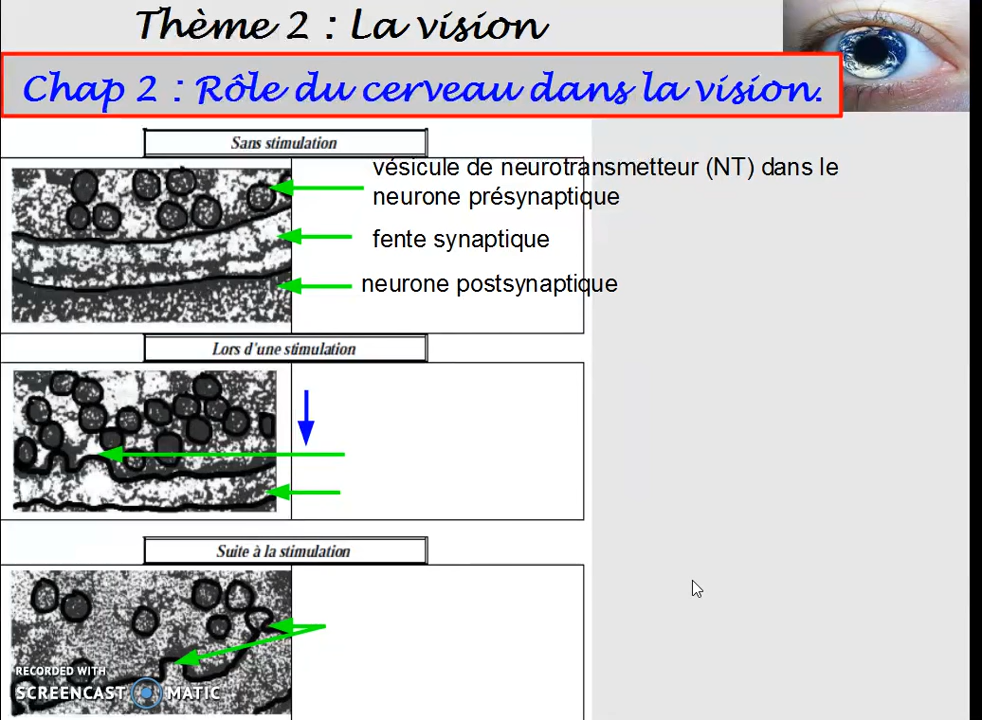 Thème 2 : La vision
Chap 2 : Rôle du cerveau dans la vision.
Sans stimulation
vésicule de neurotransmetteur (NT) dans le
neurone présynaptique
fente synaptique
neurone postsynaptique
Lors d'une stimulation
Suite à la stimulation
RECORDED WITH
SCREENCAST MATIC